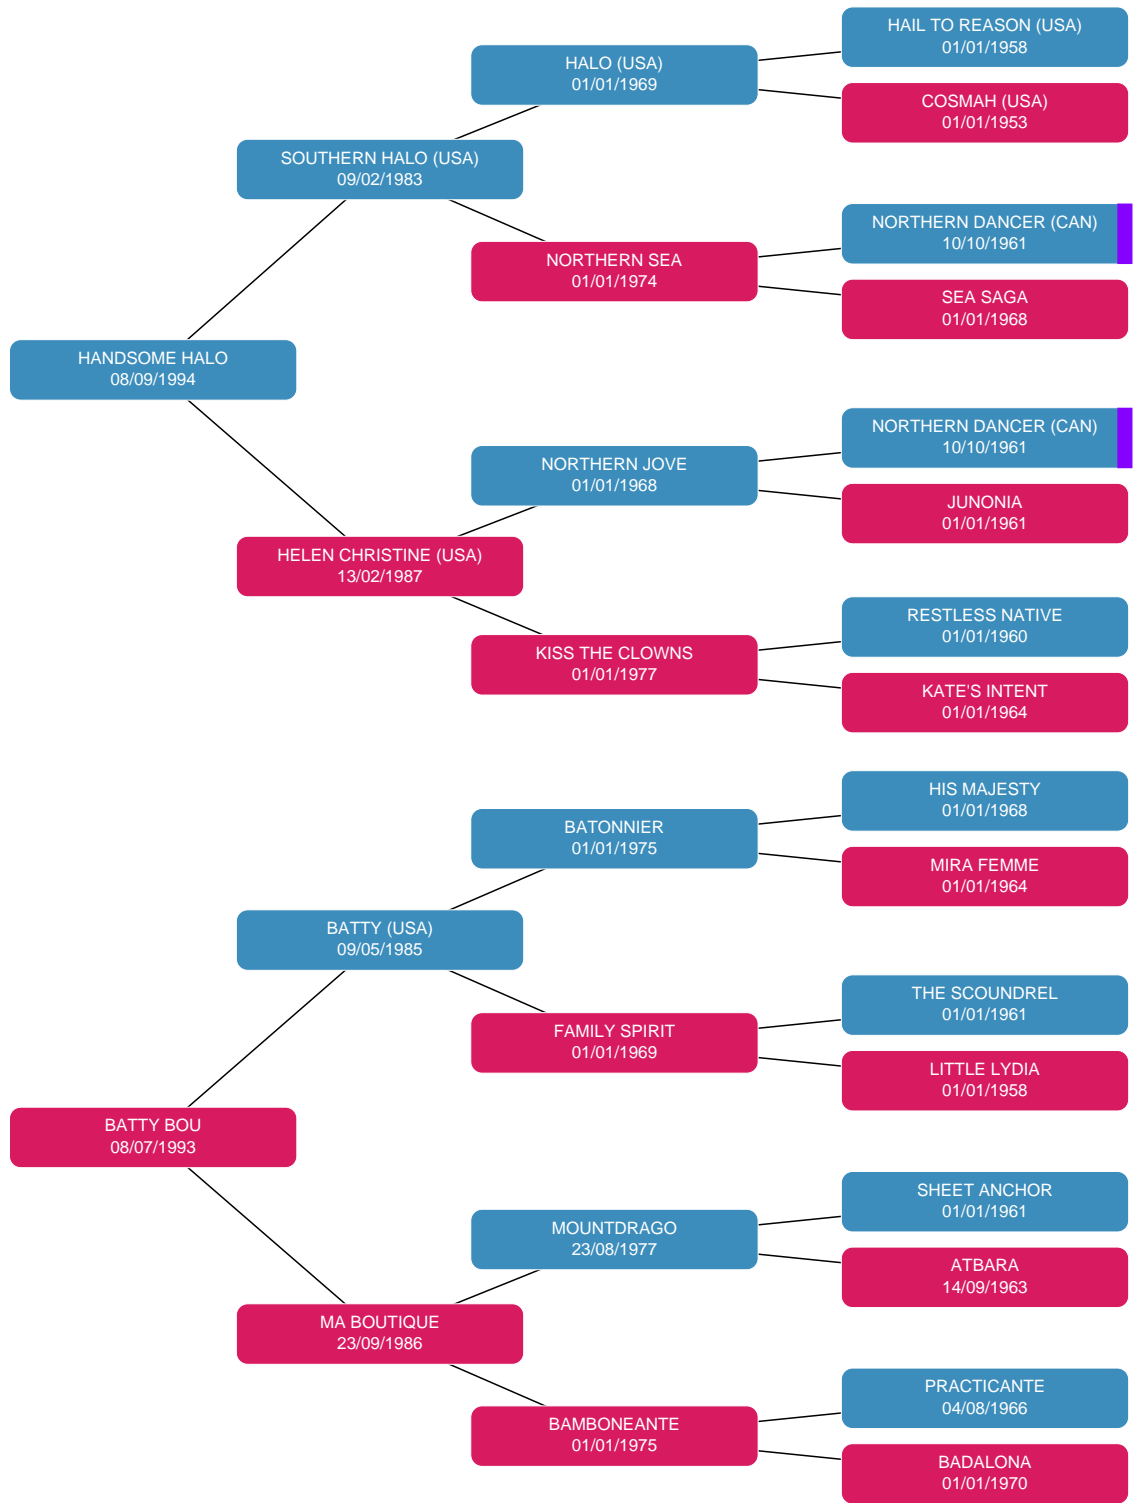 HAIL TO REASON (USA)
01/01/1958
HALO (USA)
01/01/1969
COSMAH (USA)
01/01/1953
SOUTHERN HALO (USA)
09/02/1983
NORTHERN DANCER (CAN)
10/10/1961
NORTHERN SEA
01/01/1974
SEA SAGA
01/01/1968
HANDSOME HALO
08/09/1994
NORTHERN DANCER (CAN)
10/10/1961
NORTHERN JOVE
01/01/1968
JUNONIA
01/01/1961
HELEN CHRISTINE (USA)
13/02/1987
RESTLESS NATIVE
01/01/1960
KISS THE CLOWNS
01/01/1977
KATE'S INTENT
01/01/1964
HIS MAJESTY
01/01/1968
BATONNIER
01/01/1975
MIRA FEMME
01/01/1964
BATTY (USA)
09/05/1985
THE SCOUNDREL
01/01/1961
FAMILY SPIRIT
01/01/1969
LITTLE LYDIA
01/01/1958
BATTY BOU
08/07/1993
SHEET ANCHOR
01/01/1961
MOUNTDRAGO
23/08/1977
ATBARA
14/09/1963
MA BOUTIQUE
23/09/1986
PRACTICANTE
04/08/1966
BAMBONEANTE
01/01/1975
BADALONA
01/01/1970